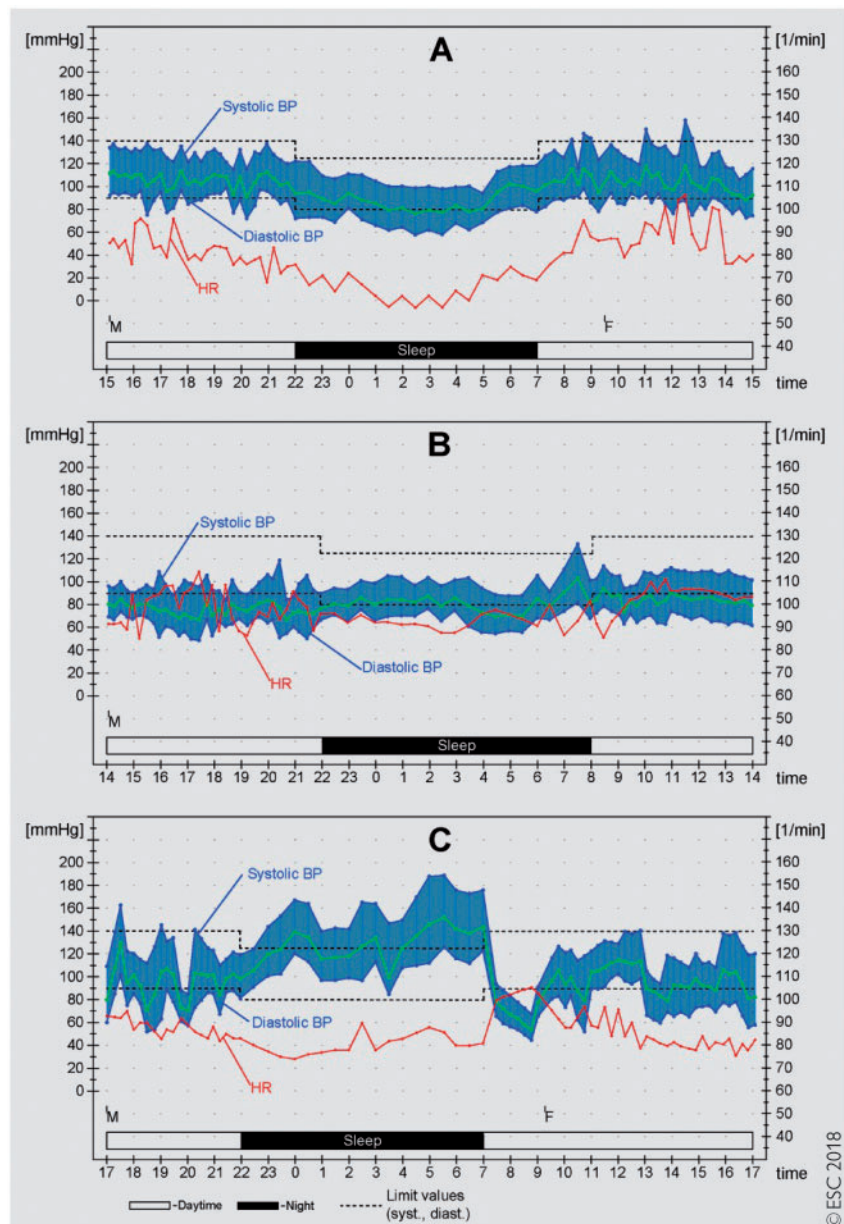 A
[mmHg]
[1/min]
200
180
160
140
120
100
80
60
40
20
0
160
150
140
130
120
110
100
90
80
70
60
50
40
Systolic BP
Diastolic BP
HR
M
F
Sleep
15 16 17 18 19 20 21 22 23 0 1 2 3 4 5 6 7 8 9 10 11 12 13 14 15 time
B
[mmHg]
[1/min]
220
200
180
160
140
120
100
80
60
40
20
0
160
150
140
130
120
110
100
90
80
70
60
50
40
Systolic BP
Diastolic BP
HR
M
Sleep
14 15 16 17 18 19 20 21 22 23 0 1 2 3 4 5 6 7 8 9 10 11 12 13 14 time
C
[mmHg]
[1/min]
220
200
180
160
140
120
100
80
60
40
20
0
160
150
140
130
120
110
100
90
80
70
60
50
40
Systolic BP
Diastolic BP
HR
M
F
Sleep
17 18 19 20 21 22 23 0 1 2 3 4 5 6 7 8 9 10 11 12 13 14 15 16 17 time
-Daytime -Night Limit values
(syst., diast.)
© ESC 2018